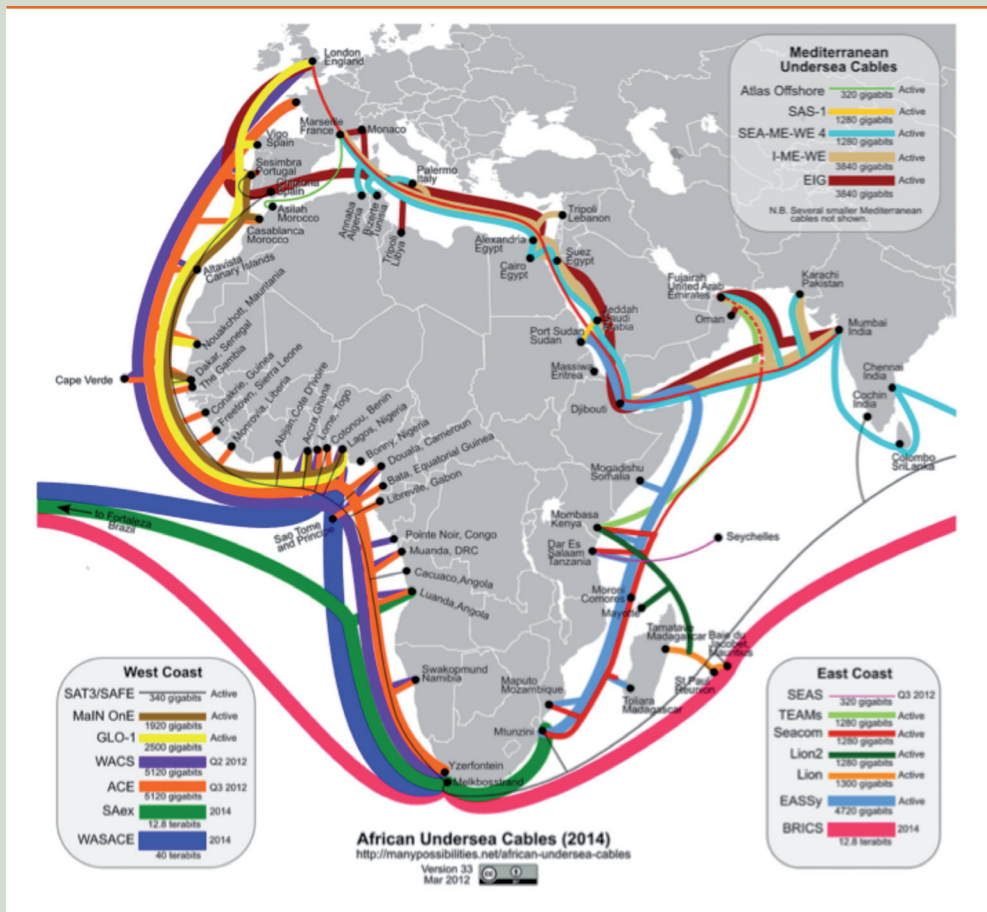 London
England
Mediterranean
Undersea Cables
Atlas Offshore
320 gigabits
Active
SAS-1
1280 gigabits
Active
SEA-ME-WE 4
1280 gigabits
Active
I-ME-WE
3840 gigabits
Active
EIG
3840 gigabits
Active
N.B. Several smaller Mediterranean
cables not shown.
Marseille
France
Monaco
Vigo
Spain
Sesimbra
Portugal
Spain
Palermo
Italy
Asilah
Morocco
Casablanca
Morocco
Annaba
Algeria
Bizerte
Tunisia
Tripoli
Libya
Tripoli
Lebanon
Alexandria
Egypt
Cairo
Egypt
Suez
Egypt
Altavista
Canary Islands
Jeddah
Saudi
Arabia
Port Sudan
Sudan
Massiwa
Eritrea
Djibouti
Fujairah
United Arab
Emirates
Oman
Karachi
Pakistan
Mumbai
India
Chennai
India
Cochin
India
Colombo
SriLanka
Nouakchott, Mauritania
Dakar, Senegal
The Gambia
Cape Verde
Conakrie, Guinea
Freetown, Sierra Leone
Monrovia, Liberia
Abijan,Cote D'ivoire
Accra,Ghana
Lome, Togo
Cotonou, Benin
Lagos, Nigeria
Bonny, Nigeria
Douala, Cameroun
Bata, Equatorial Guinea
Libreville, Gabon
to Fortaleza
Brazil
Sao Tome
and Principe
Pointe Noir, Congo
Muanda, DRC
Cacuaco,Angola
Luanda,Angola
Swakopmund
Namibia
Mogadishu
Somalia
Mombasa
Kenya
Dar Es
Salaam
Tanzania
Seychelles
Moroni
Comores
Mayotte
Tamatave
Madagascar
Baie du
Jacobet
Mauritius
St Paul
Reunion
Toliara
Madagascar
Maputo
Mozambique
Mtunzini
Yzerfontein
Melkbosstrand
West Coast
SAT3/SAFE
340 gigabits
Active
MaIN OnE
1920 gigabits
Active
GLO-1
2500 gigabits
Active
WACS
5120 gigabits
Q2 2012
ACE
5120 gigabits
Q3 2012
SAex
12.8 terabits
2014
WASACE
40 terabits
2014
East Coast
SEAS
320 gigabits
Q3 2012
TEAMs
1280 gigabits
Active
Seacom
1280 gigabits
Active
Lion2
1280 gigabits
Active
Lion
1300 gigabits
Active
EASSy
4720 gigabits
Active
BRICS
12.8 terabits
2014
African Undersea Cables (2014)
http://manypossibilities.net/african-undersea-cables
Version 33
Mar 2012
cc